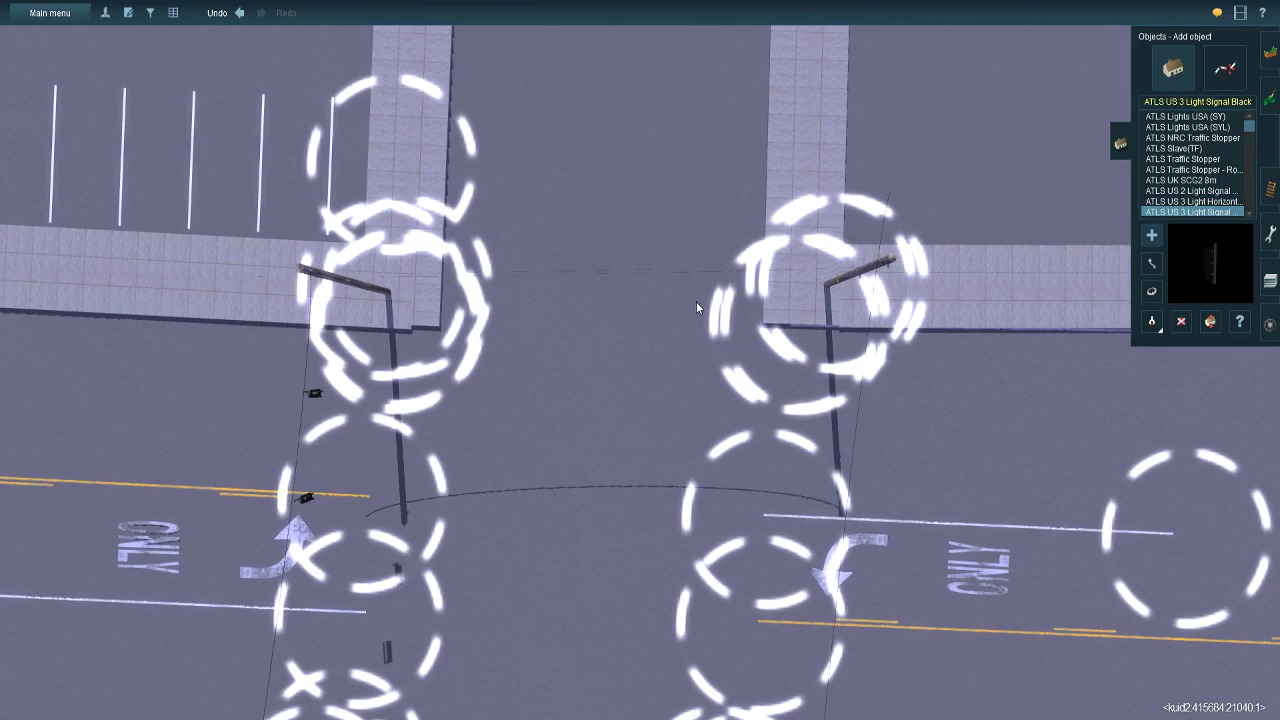 Main menu
Undo
Redo
?
Objects - Add object
ATLS US 3 Light Signal Black
ATLS Lights USA (SY)
ATLS Lights USA (SYL)
ATLS NRC Traffic Stopper
ATLS Slave(TF)
ATLS Traffic Stopper
ATLS Traffic Stopper - Ro...
ATLS UK SCG2 8m
ATLS US 2 Light Signal ...
ATLS US 3 Light Horizont...
ATLS US 3 Light Signal ...
?
ONLY
ONLY
<kuid2:415684:21040:1>